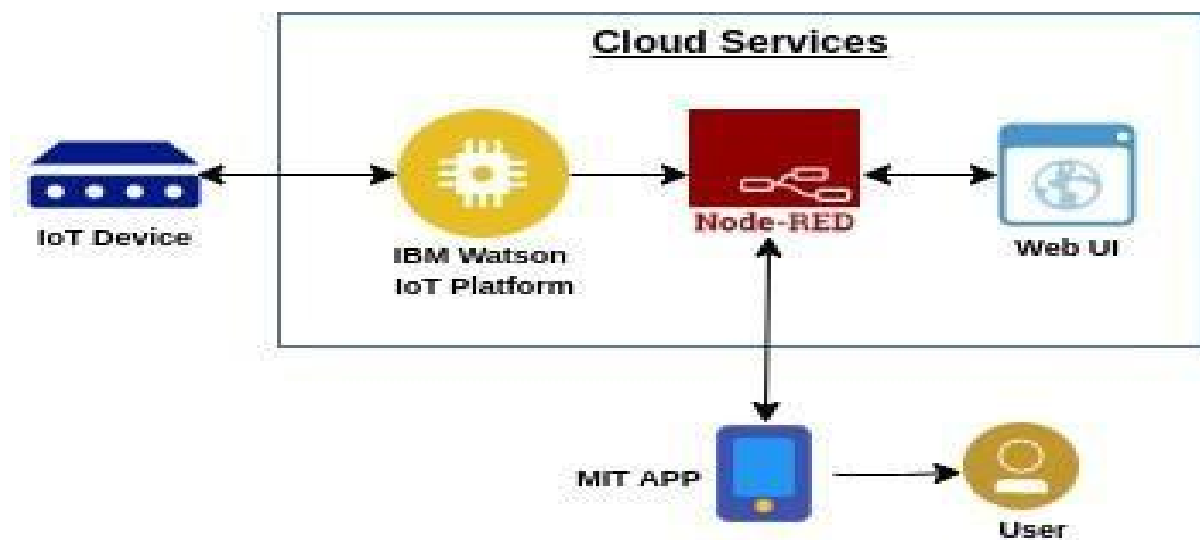 Cloud Services
IoT Device
IBM Watson
IoT Platform
Node-RED
Web UI
MIT APP
User